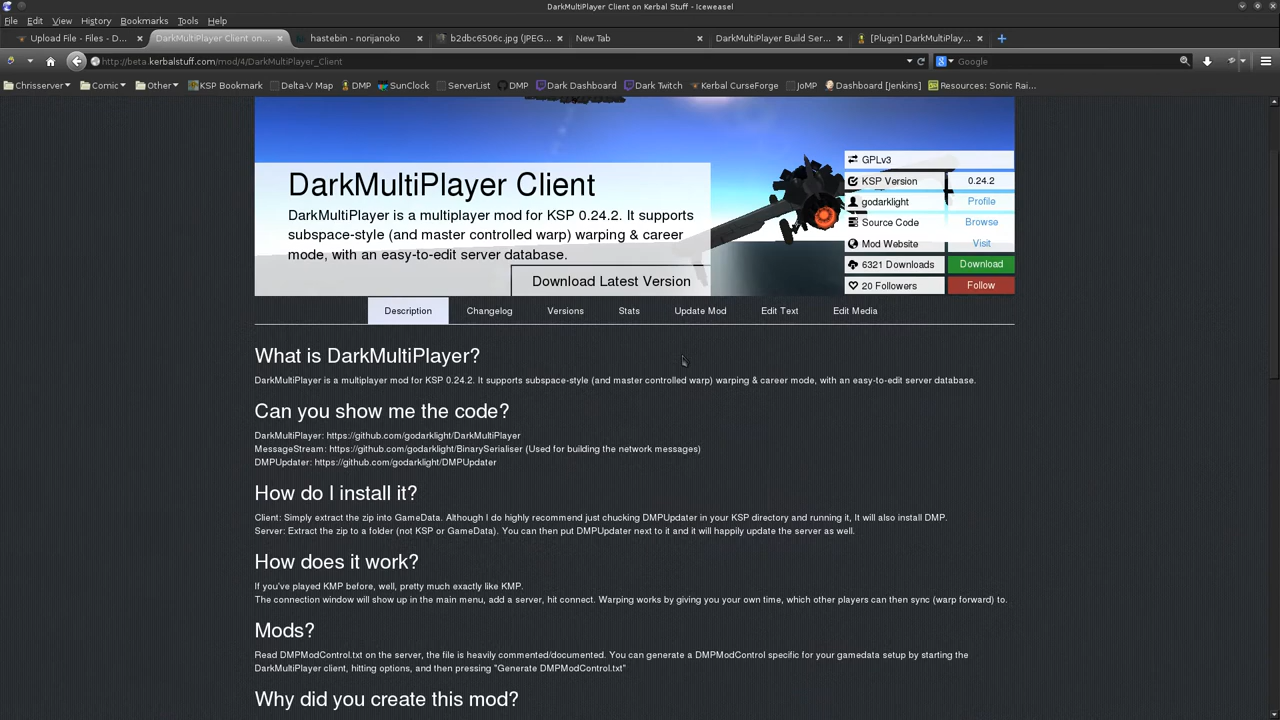 DarkMultiPlayer Client on Kerbal Stuff - Iceweasel
File Edit View History Bookmarks Tools Help
Upload File - Files - D...
DarkMultiPlayer Client on...
hastebin - norijanoko
b2dbc6506c.jpg (JPEG...
New Tab
DarkMultiPlayer Build Ser...
[Plugin] DarkMultiPlay...
http://beta.kerbalstuff.com/mod/4/DarkMultiPlayer_Client
Google
Chrisserver Comic Other KSP Bookmark Delta-V Map DMP SunClock ServerList DMP Dark Dashboard Dark Twitch Kerbal CurseForge JoMP Dashboard [Jenkins] Resources: Sonic Rai...
DarkMultiPlayer Client
DarkMultiPlayer is a multiplayer mod for KSP 0.24.2. It supports
subspace-style (and master controlled warp) warping & career
mode, with an easy-to-edit server database.
Download Latest Version
GPLv3
KSP Version 0.24.2
godarklight Profile
Source Code Browse
Mod Website Visit
6321 Downloads Download
20 Followers Follow
Description Changelog Versions Stats Update Mod Edit Text Edit Media
What is DarkMultiPlayer?
DarkMultiPlayer is a multiplayer mod for KSP 0.24.2. It supports subspace-style (and master controlled warp) warping & career mode, with an easy-to-edit server database.
Can you show me the code?
DarkMultiPlayer: https://github.com/godarklight/DarkMultiPlayer
MessageStream: https://github.com/godarklight/BinarySerialiser (Used for building the network messages)
DMPUpdater: https://github.com/godarklight/DMPUpdater
How do I install it?
Client: Simply extract the zip into GameData. Although I do highly recommend just chucking DMPUpdater in your KSP directory and running it, It will also install DMP.
Server: Extract the zip to a folder (not KSP or GameData). You can then put DMPUpdater next to it and it will happily update the server as well.
How does it work?
If you've played KMP before, well, pretty much exactly like KMP.
The connection window will show up in the main menu, add a server, hit connect. Warping works by giving you your own time, which other players can then sync (warp forward) to.
Mods?
Read DMPModControl.txt on the server, the file is heavily commented/documented. You can generate a DMPModControl specific for your gamedata setup by starting the
DarkMultiPlayer client, hitting options, and then pressing "Generate DMPModControl.txt"
Why did you create this mod?